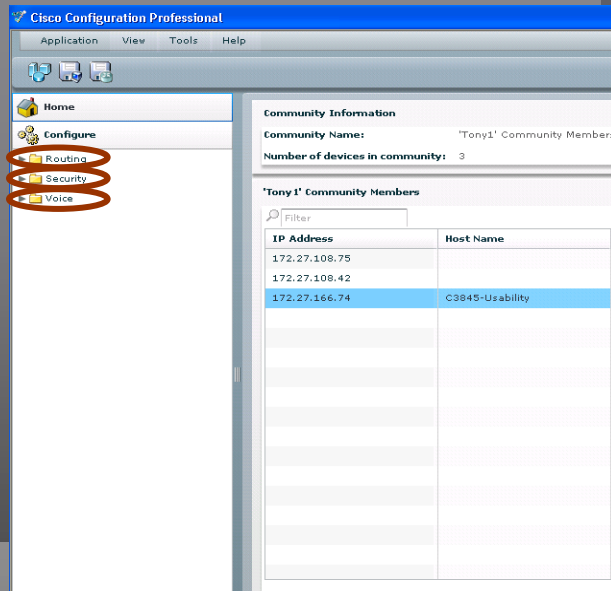 Cisco Configuration Professional
Application View Tools Help
Home
Configure
Routing
Security
Voice
Community Information
Community Name: 'Tony1' Community Members
Number of devices in community: 3
'Tony1' Community Members
Filter
IP Address Host Name
172.27.108.75
172.27.108.42
172.27.166.74 C3845-Usability